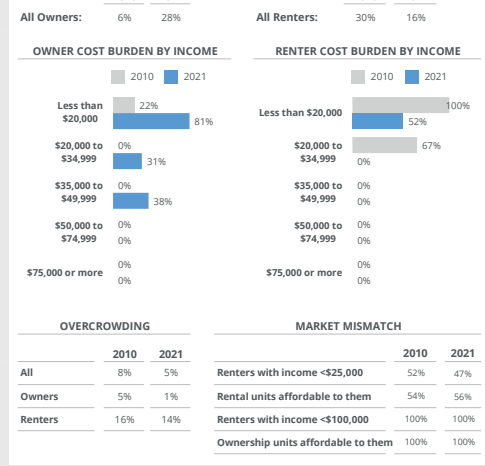 All Owners: 6% 28%
All Renters: 30% 16%
OWNER COST BURDEN BY INCOME
2010 2021
Less than $20,000 22% 81%
$20,000 to $34,999 0% 31%
$35,000 to $49,999 0% 38%
$50,000 to $74,999 0% 0%
$75,000 or more 0% 0%
RENTER COST BURDEN BY INCOME
2010 2021
Less than $20,000 100% 52%
$20,000 to $34,999 67% 0%
$35,000 to $49,999 0% 0%
$50,000 to $74,999 0% 0%
$75,000 or more 0% 0%
OVERCROWDING
2010 2021
All 8% 5%
Owners 5% 1%
Renters 16% 14%
MARKET MISMATCH
2010 2021
Renters with income <$25,000 52% 47%
Rental units affordable to them 54% 56%
Renters with income <$100,000 100% 100%
Ownership units affordable to them 100% 100%